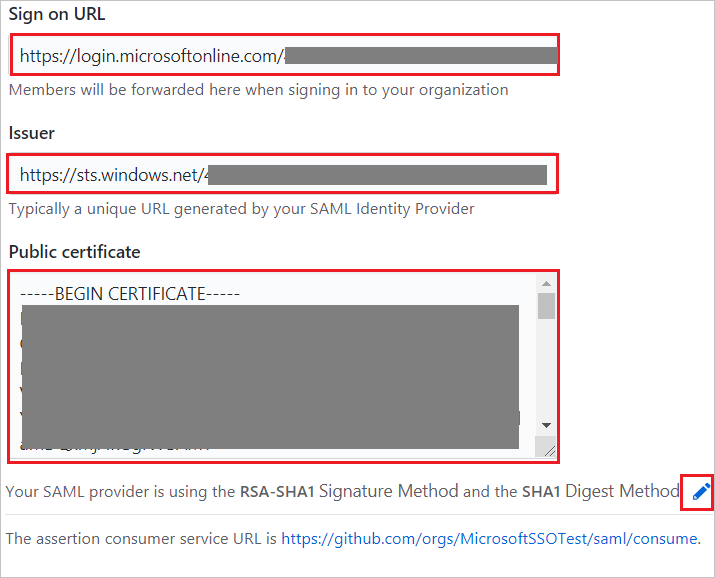 Sign on URL
https://login.microsoftonline.com/
Members will be forwarded here when signing in to your organization
Issuer
https://sts.windows.net/4
Typically a unique URL generated by your SAML Identity Provider
Public certificate
-----BEGIN CERTIFICATE-----
Your SAML provider is using the RSA-SHA1 Signature Method and the SHA1 Digest Method
The assertion consumer service URL is https://github.com/orgs/MicrosoftSSOTest/saml/consume.